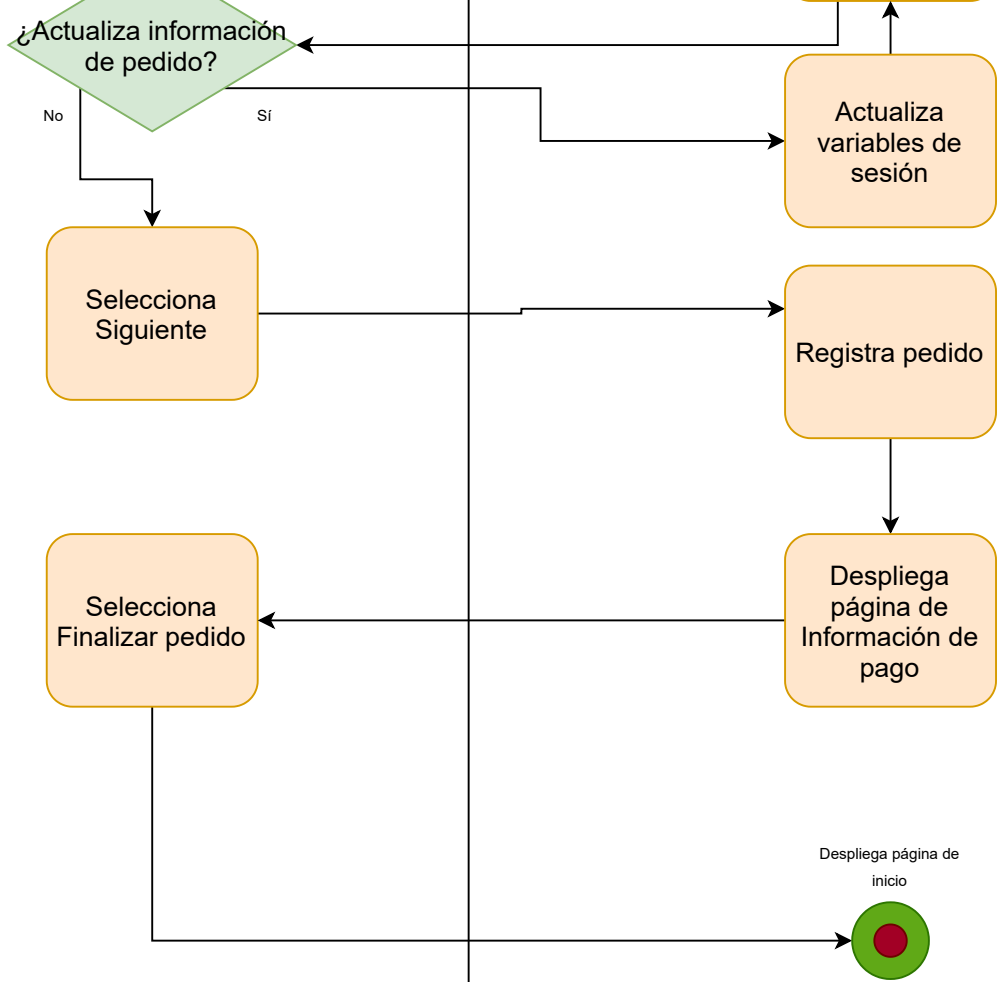 ¿Actualiza información
de pedido?
No
Sí
Actualiza
variables de
sesión
Selecciona
Siguiente
Registra pedido
Despliega
página de
Información de
pago
Selecciona
Finalizar pedido
Despliega página de
inicio